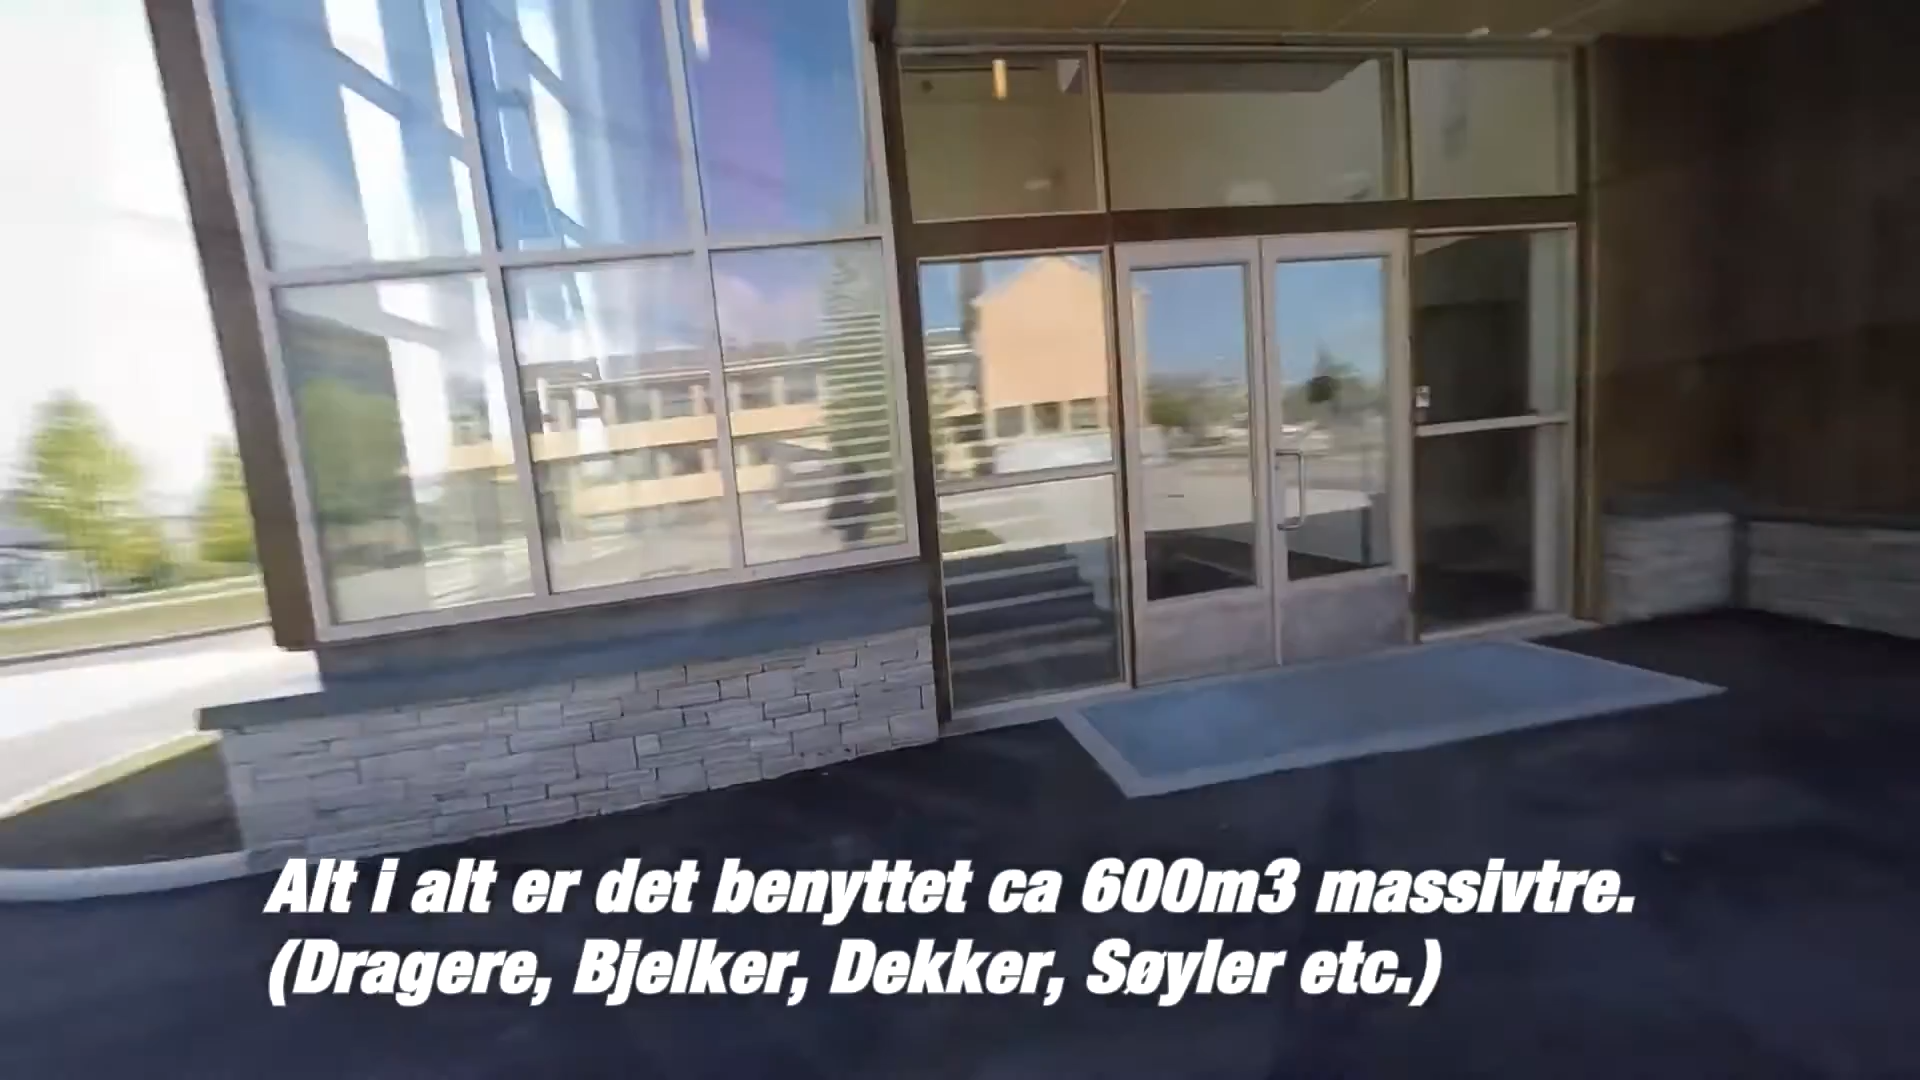 Alt i alt er det benyttet ca 600m3 massivtre.
(Dragere, Bjelker, Dekker, Søyler etc.)